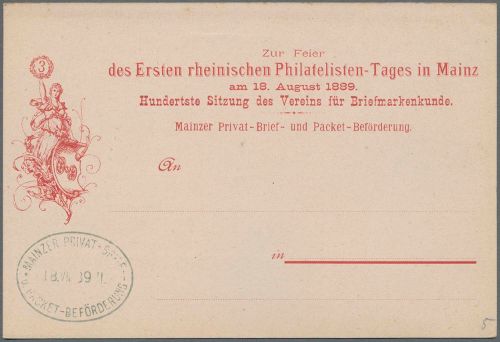 Zur Feier
des Ersten rheinischen Philatelisten-Tages in Mainz
am 18. August 1889.
Hundertste Sitzung des Vereins für Briefmarkenkunde.
Mainzer Privat-Brief- und Packet-Beförderung.
3
An
in
MAINZER PRIVAT-
PACKET-BEFÖRDERUNG
5